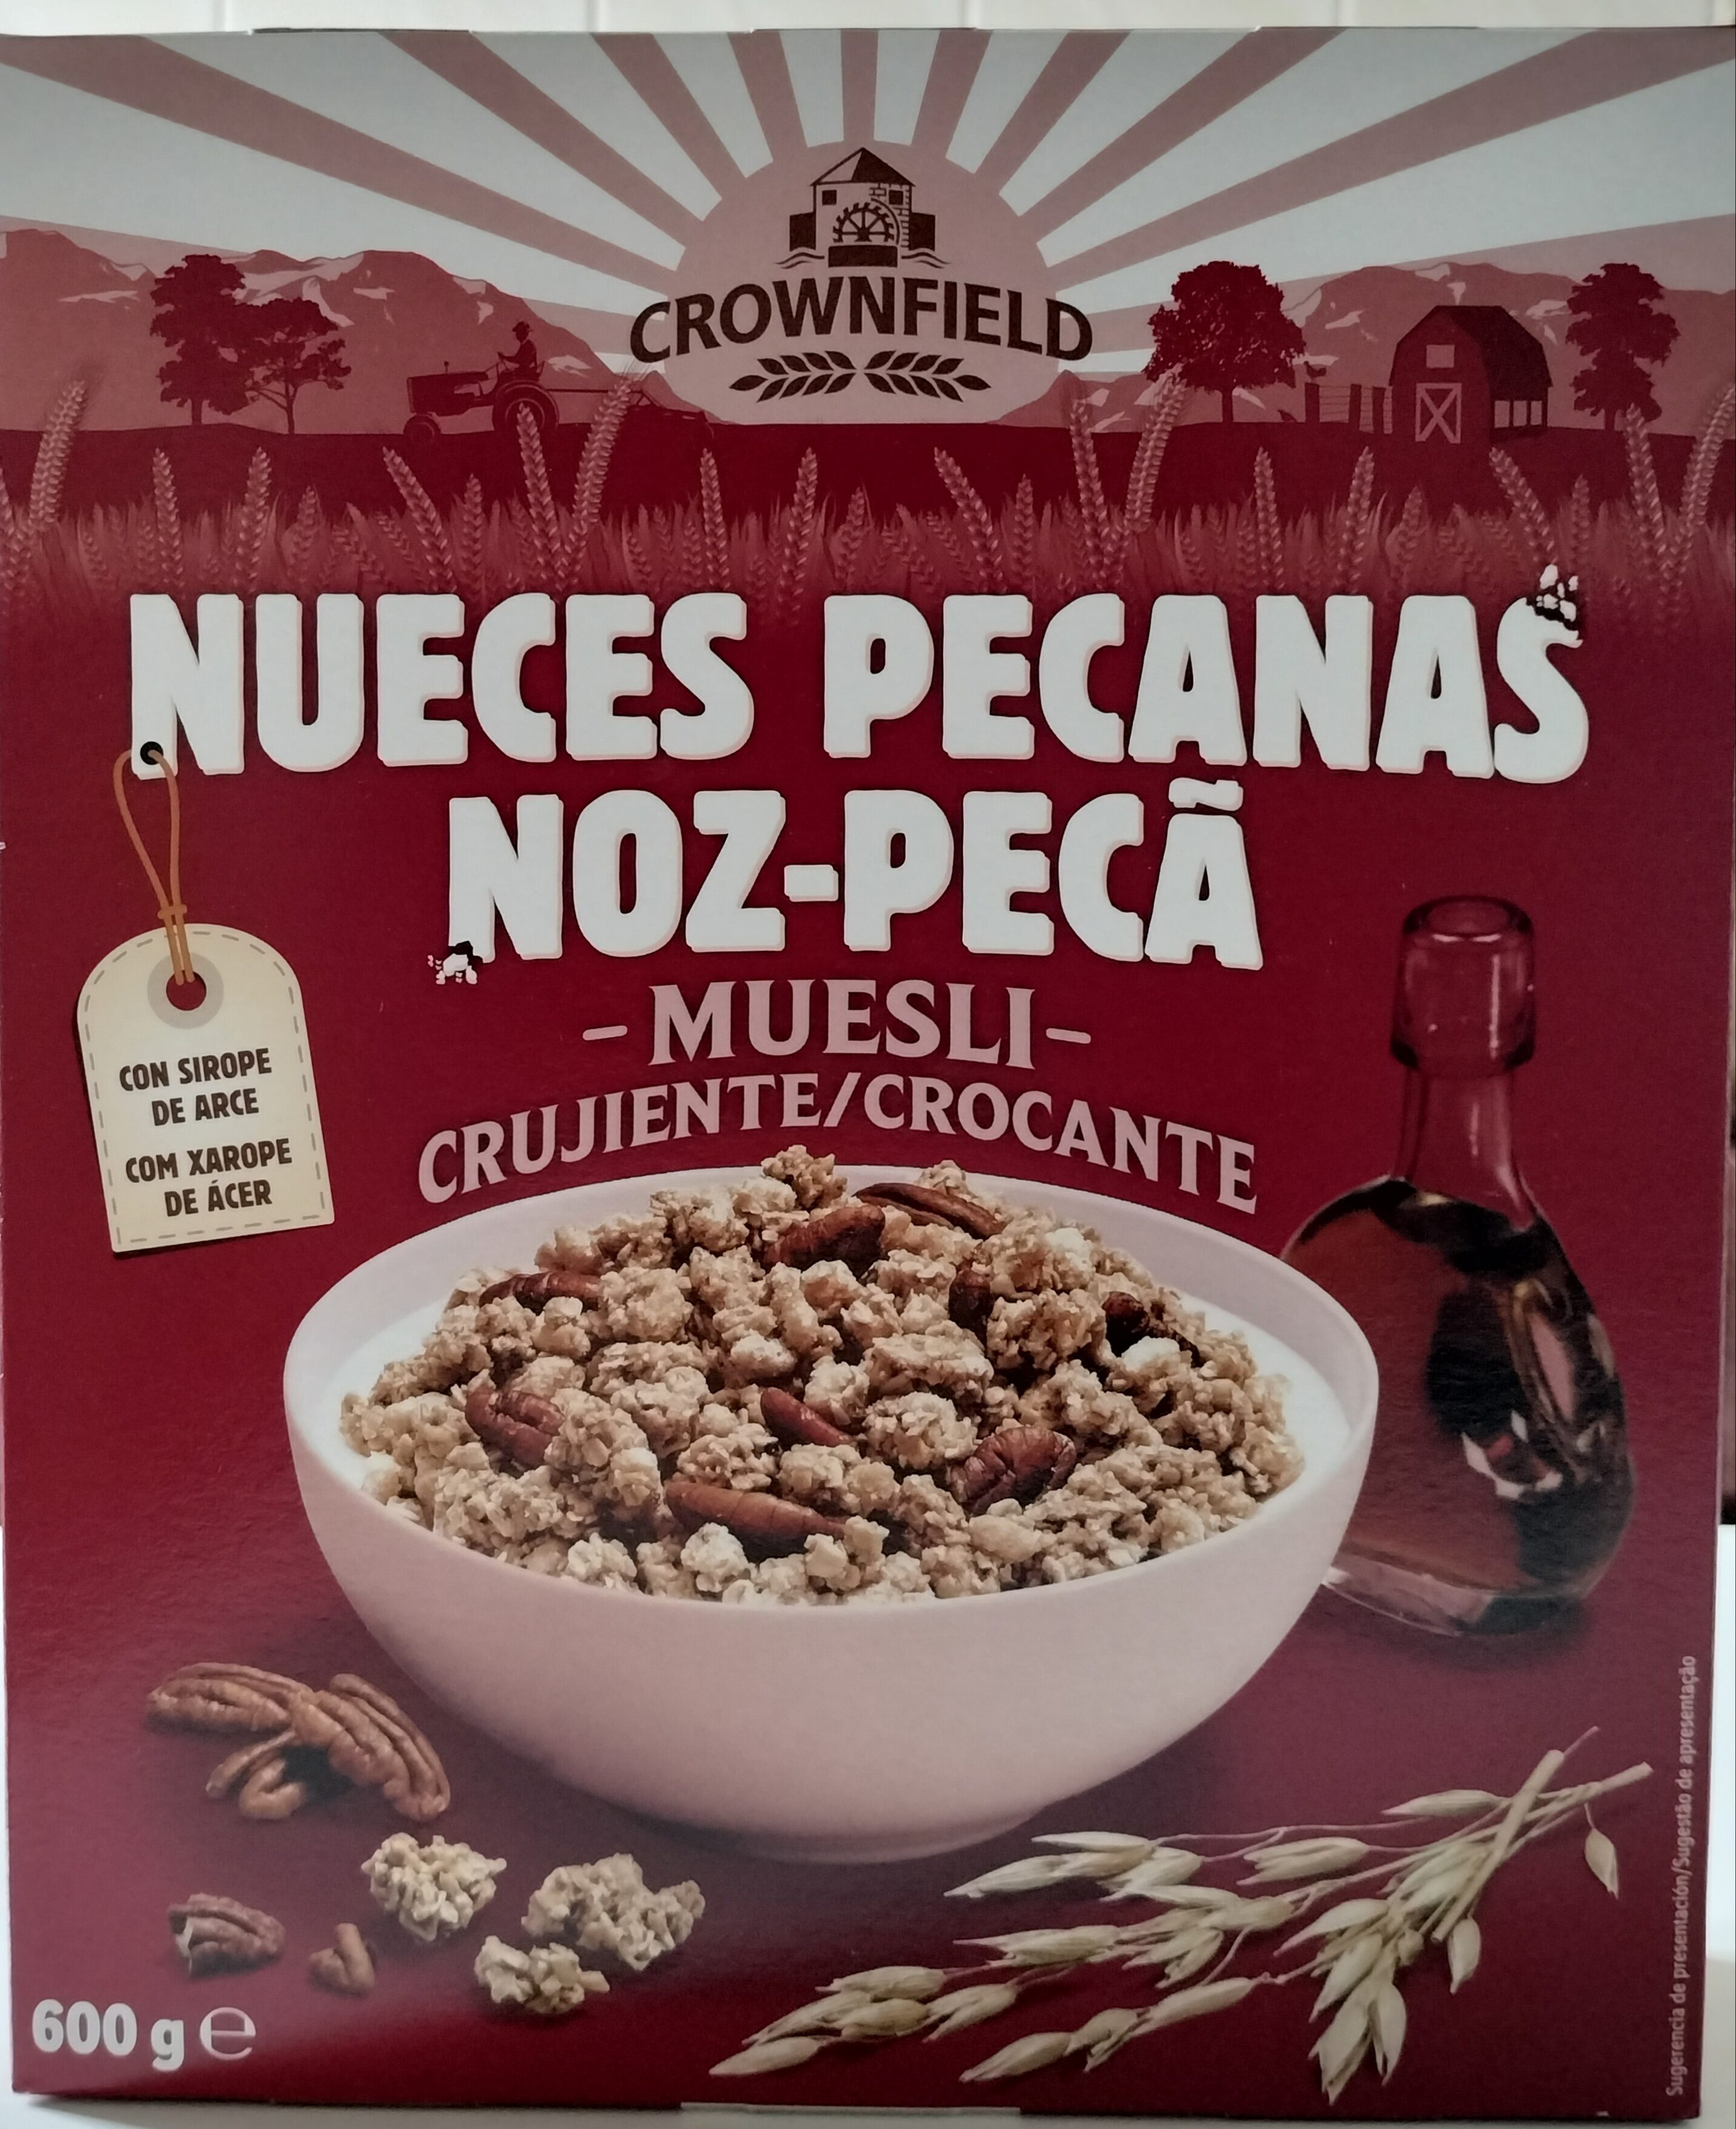 CROWNFIELD
NUECES PECANAS
NOZ-PECÃ
-MUESLI-
CRUJIENTE/CROCANTE
CON SIROPE
DE ARCE
COM XAROPE
DE ÁCER
600 g ℮
Sugerencia de presentación/Sugestão de apresentação